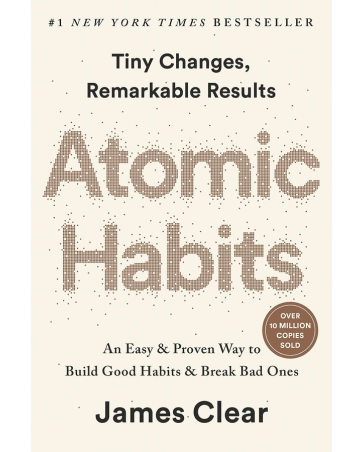 #1 NEW YORK TIMES BESTSELLER
Tiny Changes,
Remarkable Results
Atomic
Habits
OVER
10 MILLION
COPIES
SOLD
An Easy & Proven Way to
Build Good Habits & Break Bad Ones
James Clear